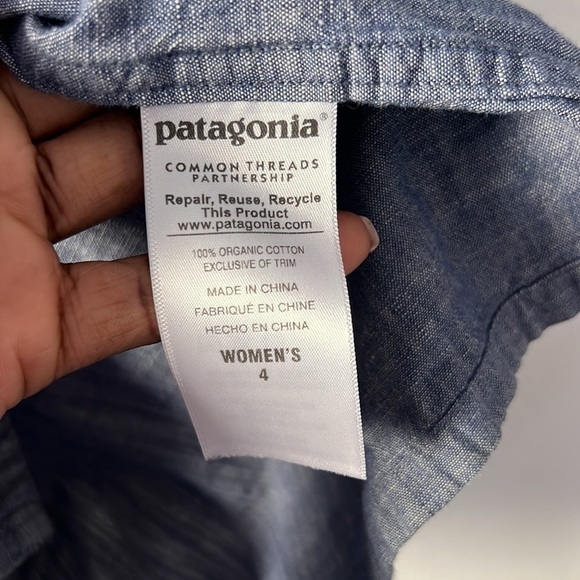 patagonia®
COMMON THREADS
PARTNERSHIP
Repair, Reuse, Recycle
This Product
www.patagonia.com
100% ORGANIC COTTON
EXCLUSIVE OF TRIM
MADE IN CHINA
FABRIQUÉ EN CHINE
HECHO EN CHINA
WOMEN'S
4